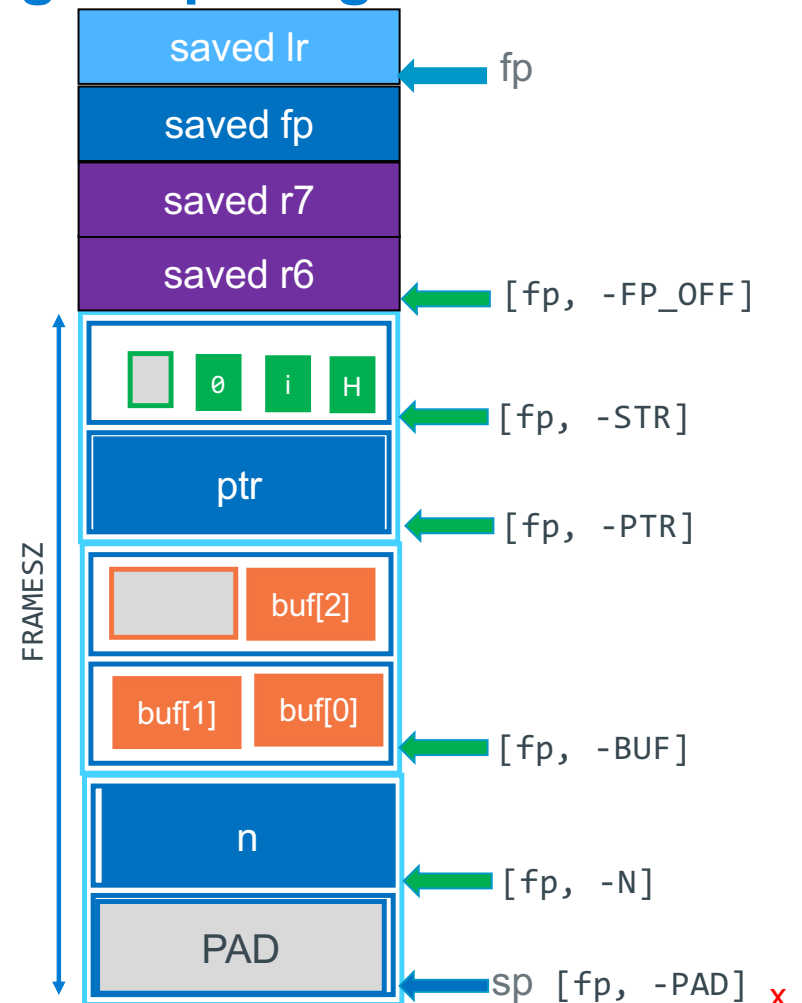 saved lr
fp
saved fp
saved r7
saved r6
[fp, -FP_OFF]
0 i H
[fp, -STR]
ptr
[fp, -PTR]
FRAMESZ
buf[2]
buf[1] buf[0]
[fp, -BUF]
n
[fp, -N]
PAD
sp [fp, -PAD] x